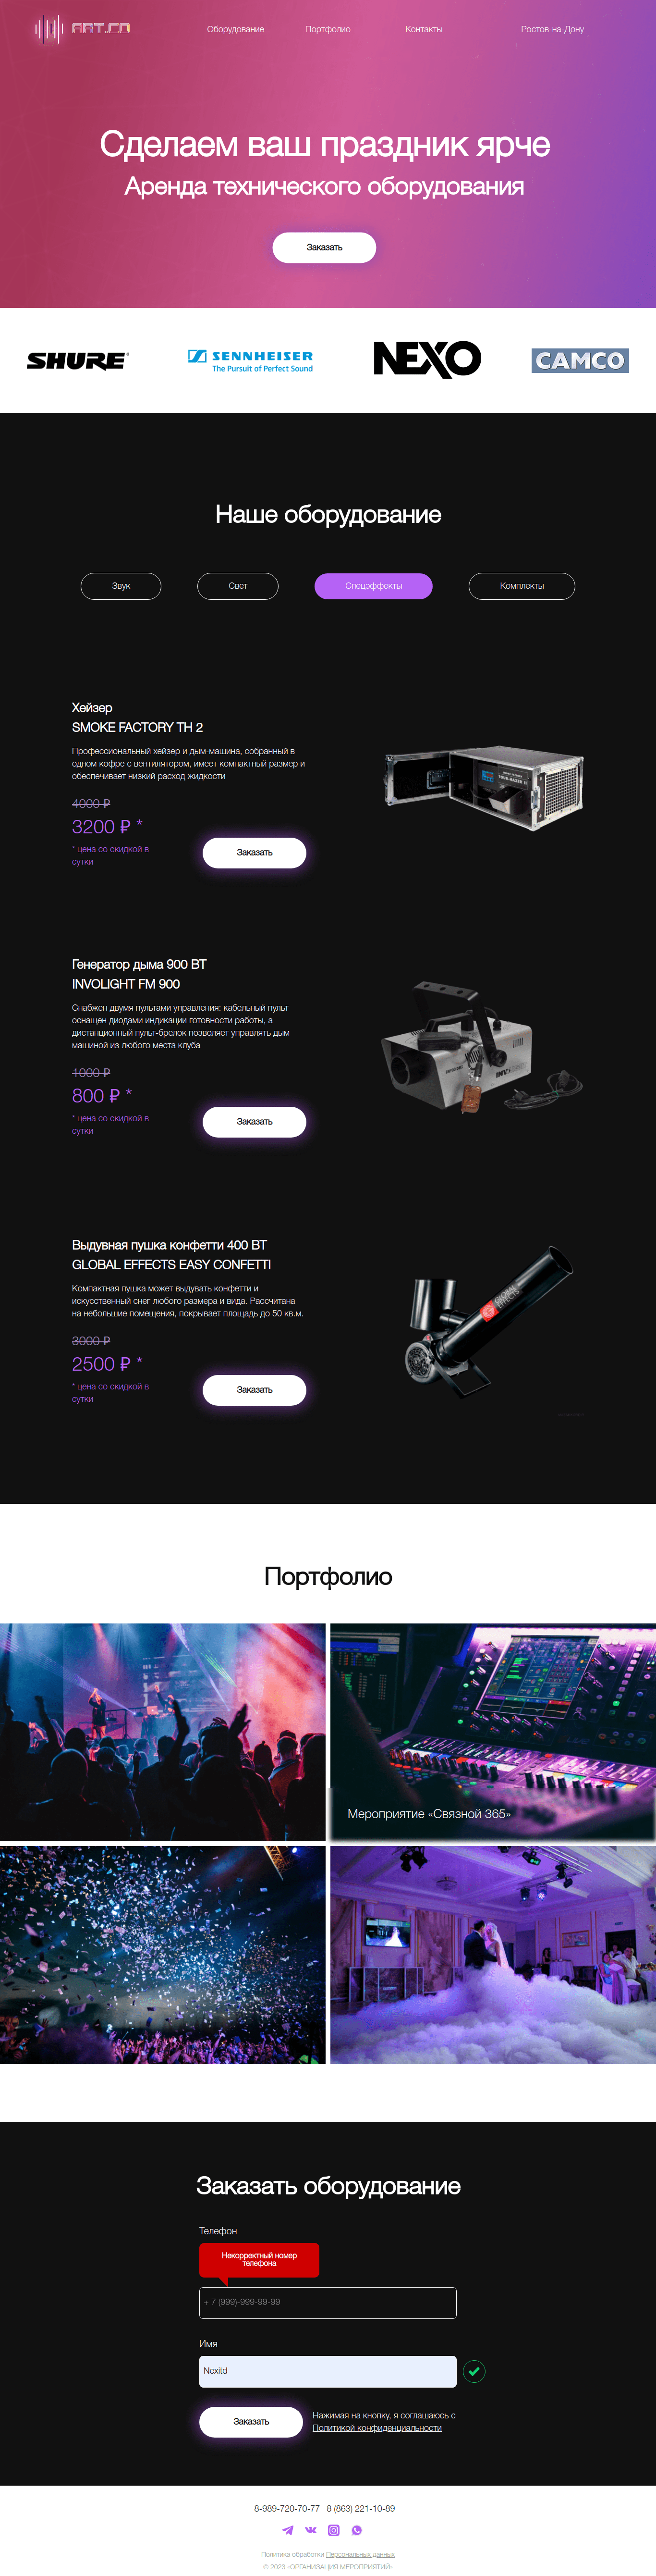 ART.CO
Оборудование
Портфолио
Контакты
Ростов-на-Дону
Сделаем ваш праздник ярче
Аренда технического оборудования
Заказать
SHURE
SENNHEISER
The Pursuit of Perfect Sound
NEXO
CAMCO
Наше оборудование
Звук
Свет
Спецэффекты
Комплекты
Хейзер
SMOKE FACTORY TH 2
Профессиональный хейзер и дым-машина, собранный в
одном кофре с вентилятором, имеет компактный размер и
обеспечивает низкий расход жидкости
4000 ₽
3200 ₽ *
* цена со скидкой в
сутки
Заказать
Генератор дыма 900 ВТ
INVOLIGHT FM 900
Снабжен двумя пультами управления: кабельный пульт
оснащен диодами индикации готовности работы, а
дистанционный пульт-брелок позволяет управлять дым
машиной из любого места клуба
1000 ₽
800 ₽ *
* цена со скидкой в
сутки
Заказать
Выдувная пушка конфетти 400 ВТ
GLOBAL EFFECTS EASY CONFETTI
Компактная пушка может выдувать конфетти и
искусственный снег любого размера и вида. Рассчитана
на небольшие помещения, покрывает площадь до 50 кв.м.
3000 ₽
2500 ₽ *
* цена со скидкой в
сутки
Заказать
Портфолио
Мероприятие «Связной 365»
Заказать оборудование
Телефон
Некорректный номер
телефона
+ 7 (999)-999-99-99
Имя
Nexitd
Заказать
Нажимая на кнопку, я соглашаюсь с
Политикой конфиденциальности
8-989-720-70-77 8 (863) 221-10-89
Политика обработки Персональных данных
© 2023 «ОРГАНИЗАЦИЯ МЕРОПРИЯТИЙ»